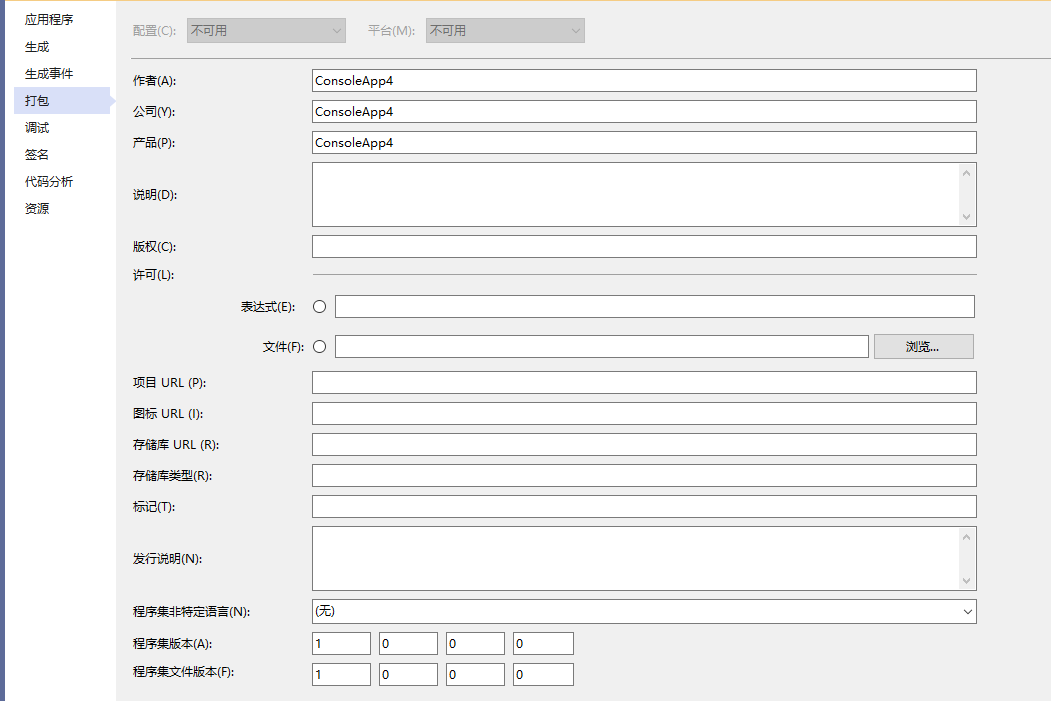 应用程序
生成
生成事件
打包
调试
签名
代码分析
资源
配置(C): 不可用 平台(M): 不可用
作者(A): ConsoleApp4
公司(Y): ConsoleApp4
产品(P): ConsoleApp4
说明(D):
版权(C):
许可(L):
表达式(E):
文件(F): 浏览...
项目 URL (P):
图标 URL (I):
存储库 URL (R):
存储库类型(R):
标记(T):
发行说明(N):
程序集非特定语言(N): (无)
程序集版本(A): 1 0 0 0
程序集文件版本(F): 1 0 0 0